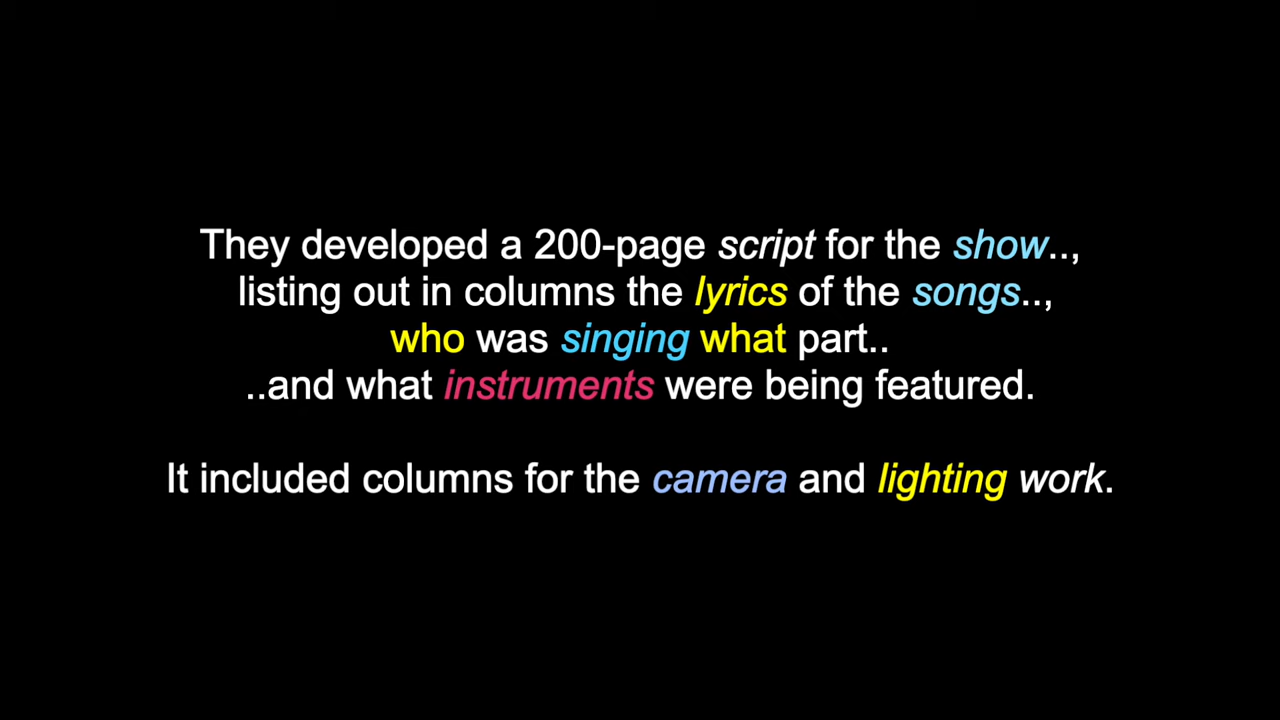 They developed a 200-page script for the show..,
listing out in columns the lyrics of the songs..,
who was singing what part..
..and what instruments were being featured.
It included columns for the camera and lighting work.